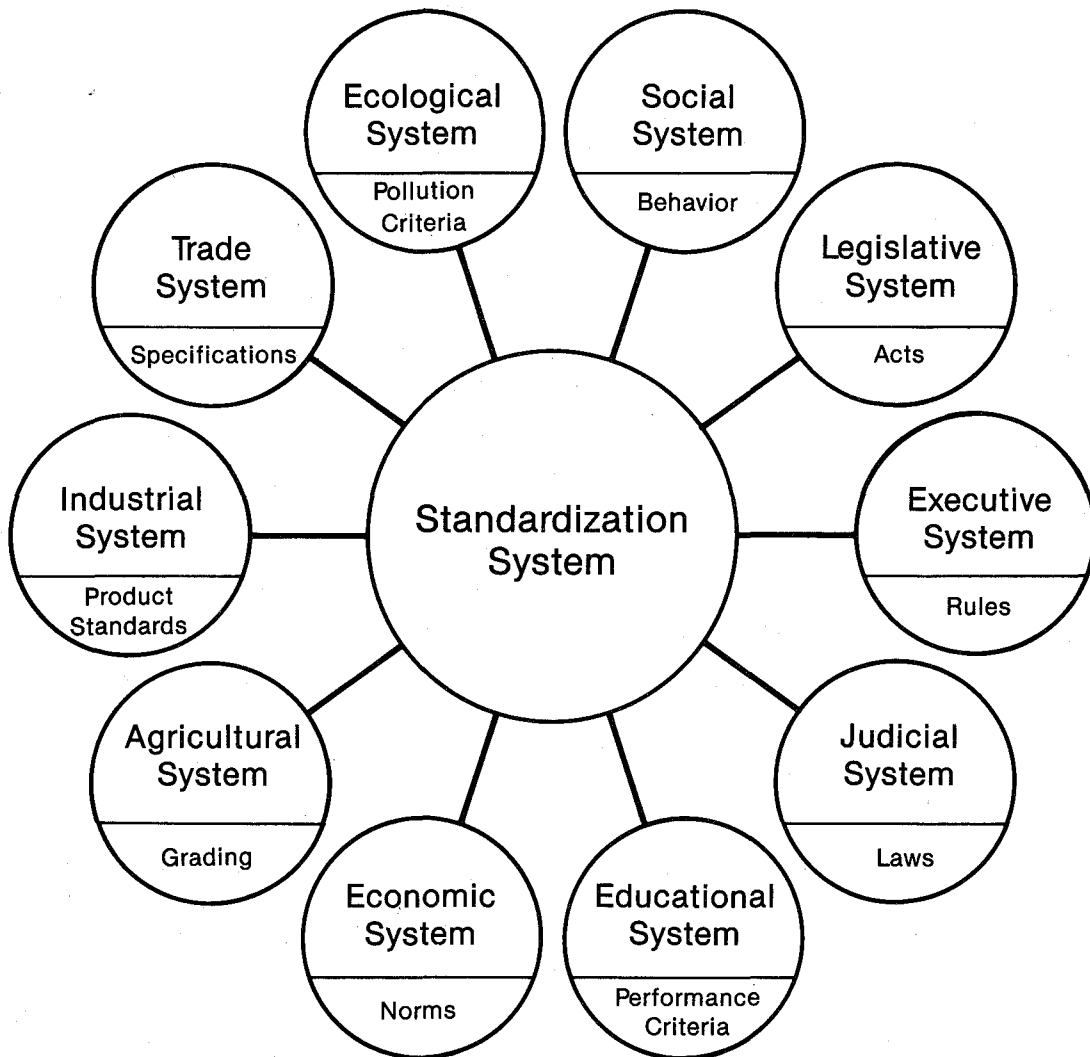 Ecological
System
Pollution
Criteria
Social
System
Behavior
Trade
System
Specifications
Legislative
System
Acts
Industrial
System
Product
Standards
Standardization
System
Executive
System
Rules
Agricultural
System
Grading
Judicial
System
Laws
Economic
System
Norms
Educational
System
Performance
Criteria